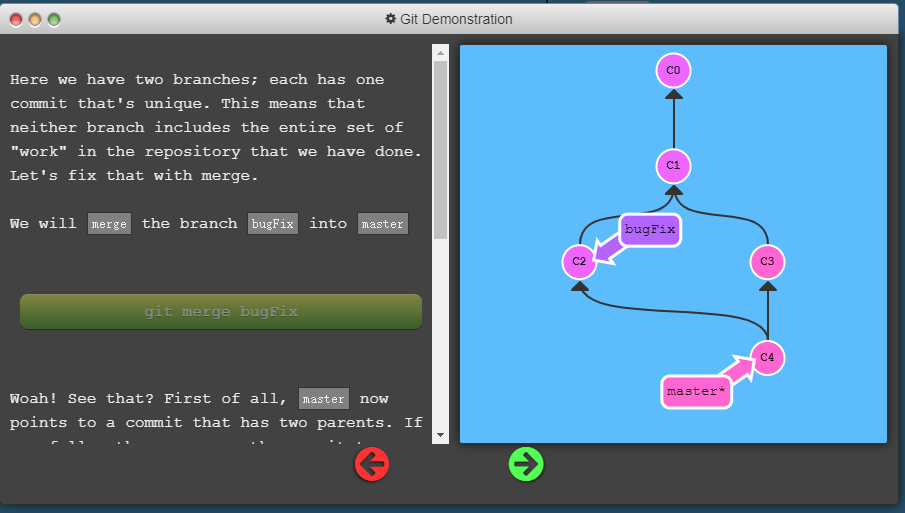 Git Demonstration
Here we have two branches; each has one
commit that's unique. This means that
neither branch includes the entire set of
"work" in the repository that we have done.
Let's fix that with merge.
We will merge the branch bugFix into master
git merge bugFix
Woah! See that? First of all, master now
points to a commit that has two parents. If
C0
C1
bugFix
C2
C3
C4
master*